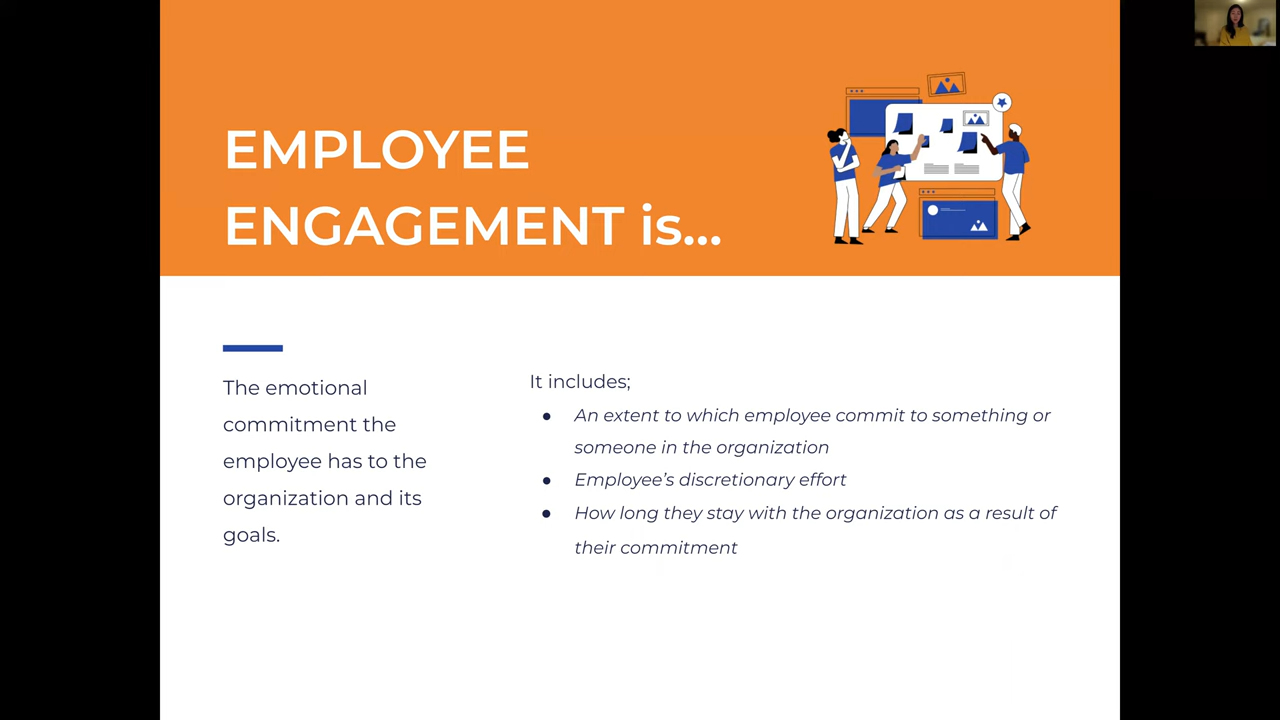 EMPLOYEE
ENGAGEMENT is...
The emotional
commitment the
employee has to the
organization and its
goals.
It includes;
● An extent to which employee commit to something or
someone in the organization
● Employee's discretionary effort
● How long they stay with the organization as a result of
their commitment